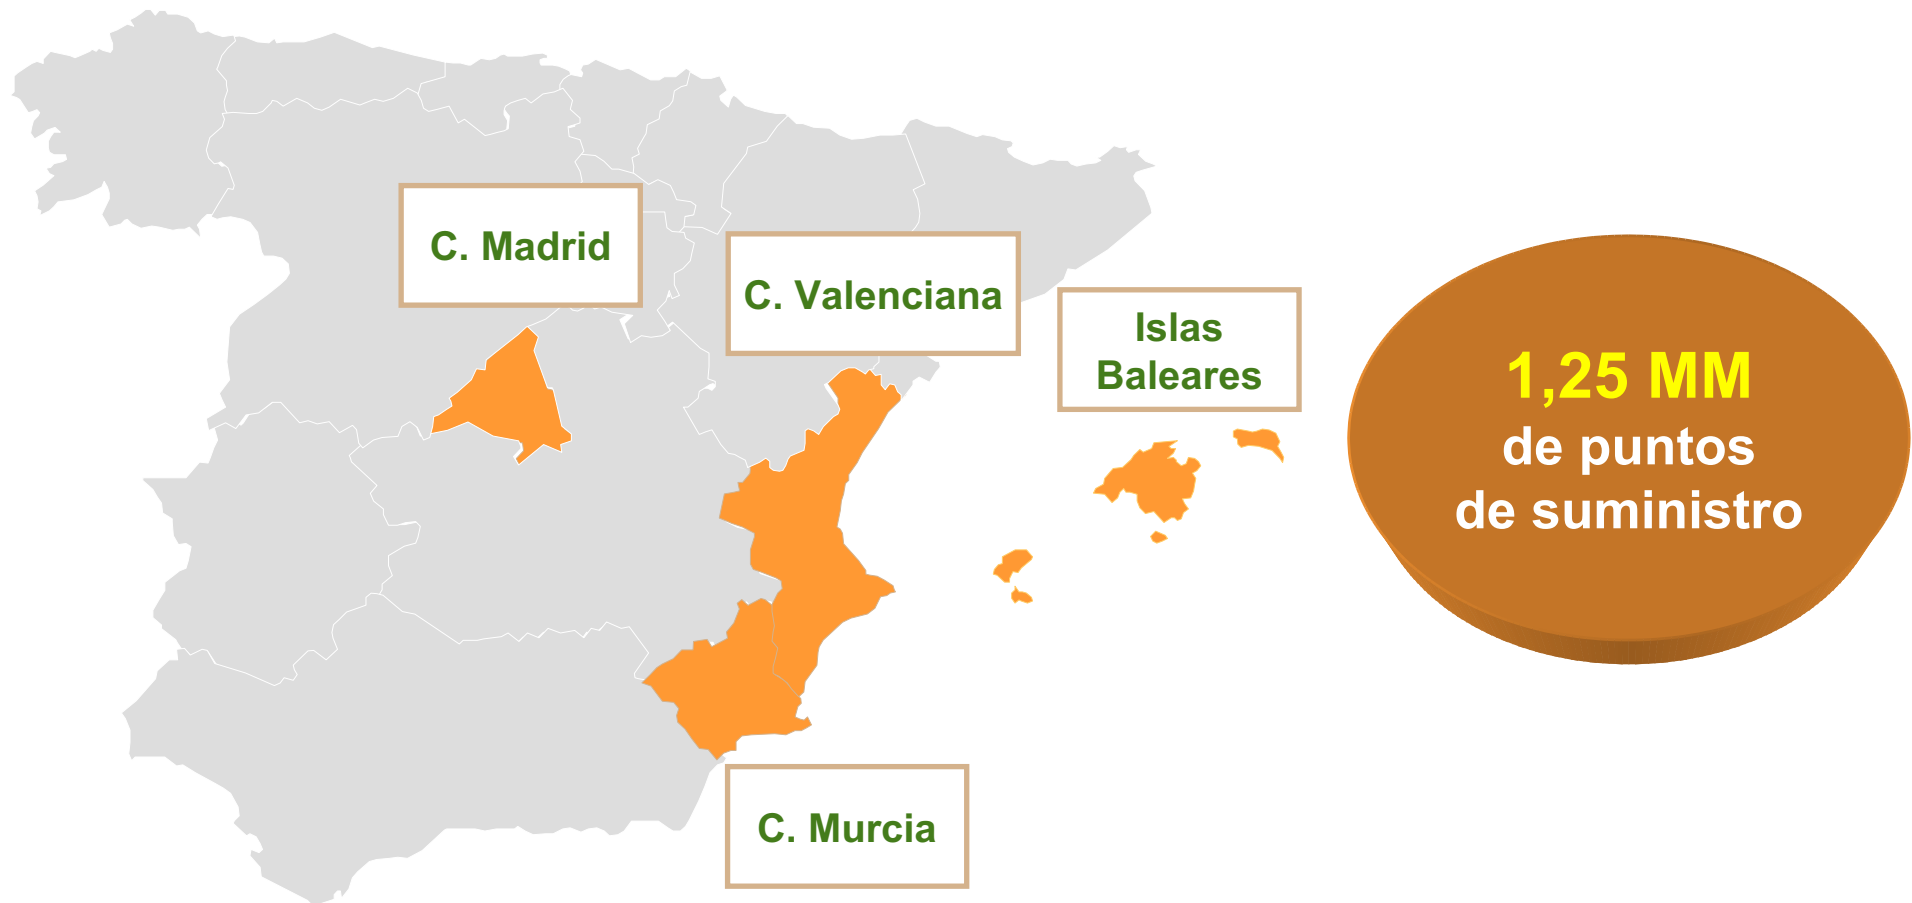 C. Madrid
C. Valenciana
Islas
Baleares
C. Murcia
1,25 MM
de puntos
de suministro